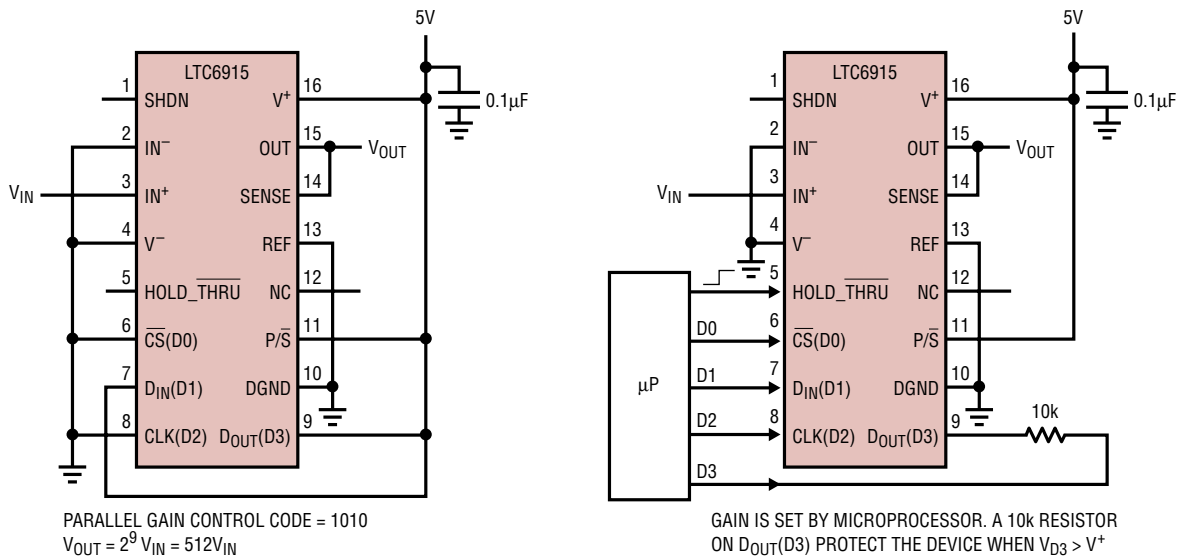 5V
LTC6915
1
SHDN
V+
16
0.1µF
2
IN−
OUT
15
VOUT
VIN
3
IN+
SENSE
14
4
V−
REF
13
5
HOLD_THRU
NC
12
6
CS(D0)
P/S
11
7
DIN(D1)
DGND
10
8
CLK(D2)
DOUT(D3)
9
PARALLEL GAIN CONTROL CODE = 1010
VOUT = 2⁹ VIN = 512VIN
5V
LTC6915
1
SHDN
V+
16
0.1µF
2
IN−
OUT
15
VOUT
VIN
3
IN+
SENSE
14
4
V−
REF
13
5
HOLD_THRU
NC
12
D0
6
CS(D0)
P/S
11
µP
D1
7
DIN(D1)
DGND
10
D2
8
CLK(D2)
DOUT(D3)
9
10k
D3
GAIN IS SET BY MICROPROCESSOR. A 10k RESISTOR
ON DOUT(D3) PROTECT THE DEVICE WHEN VD3 > V+